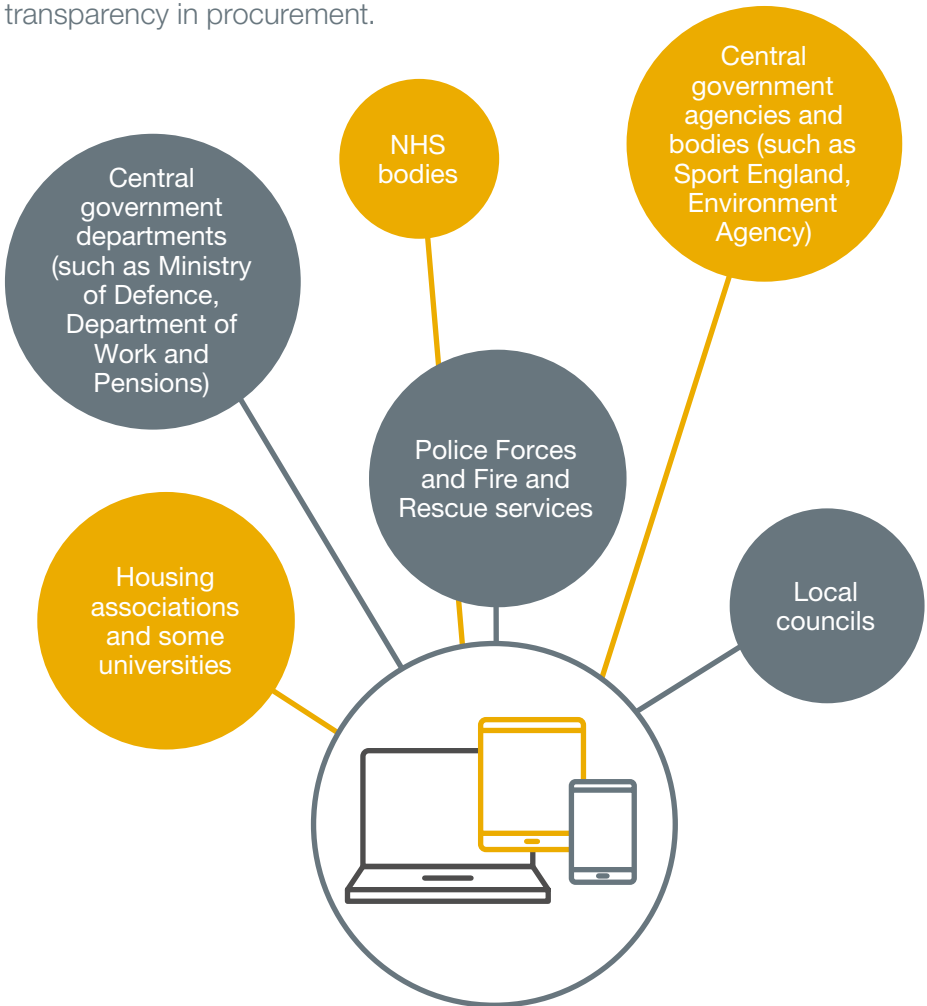 transparency in procurement.
Central
government
agencies and
bodies (such as
Sport England,
Environment
Agency)
NHS
bodies
Central
government
departments
(such as Ministry
of Defence,
Department of
Work and
Pensions)
Police Forces
and Fire and
Rescue services
Housing
associations
and some
universities
Local
councils